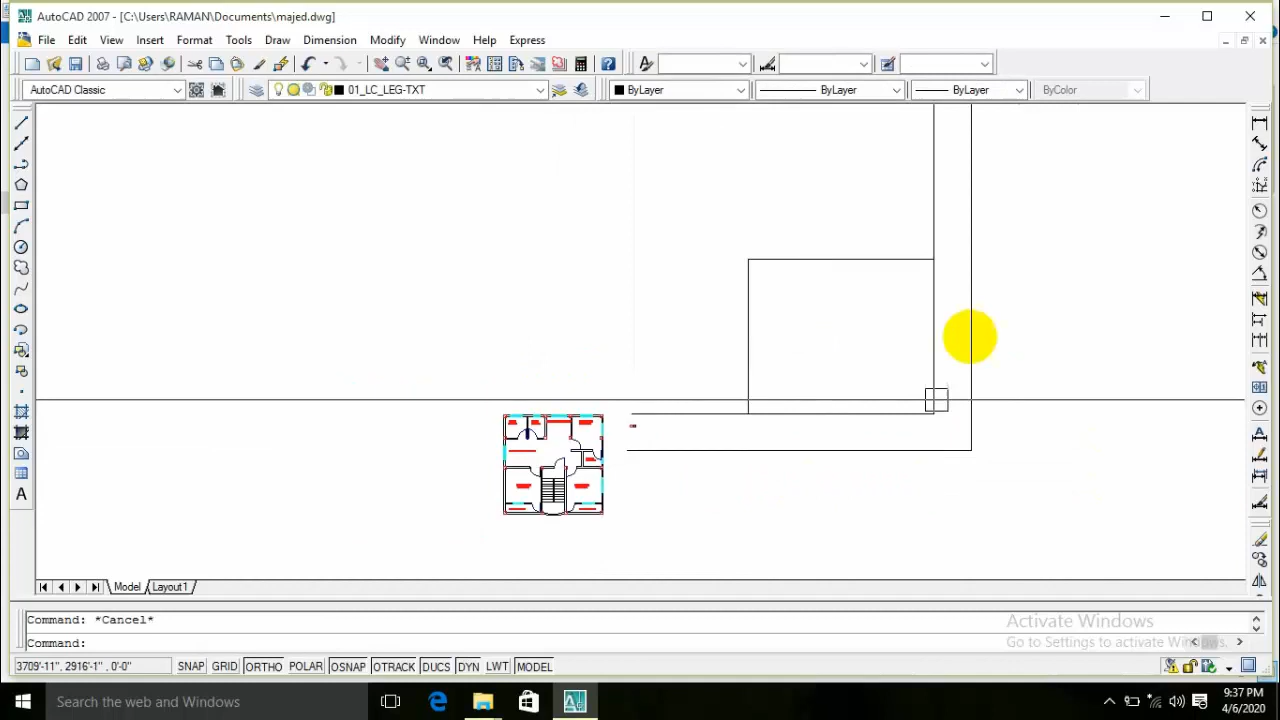 AutoCAD 2007 - [C:\Users\RAMAN\Documents\majed.dwg]
File Edit View Insert Format Tools Draw Dimension Modify Window Help Express
AutoCAD Classic 01_LC_LEG-TXT ByLayer ByLayer ByLayer ByColor
A
Model Layout1
Command: *Cancel*
Command:
Activate Windows
Go to Settings to activate Windows.
3709'-11", 2916'-1" , 0'-0" SNAP GRID ORTHO POLAR OSNAP OTRACK DUCS DYN LWT MODEL
Search the web and Windows
9:37 PM
4/6/2020